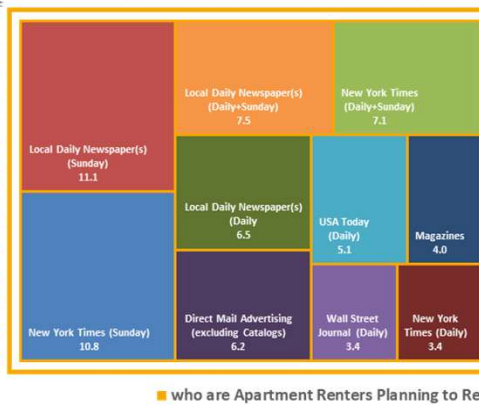 Local Daily Newspaper(s)
(Sunday)
11.1
Local Daily Newspaper(s)
(Daily+Sunday)
7.5
New York Times
(Daily+Sunday)
7.1
Local Daily Newspaper(s)
(Daily
6.5
USA Today
(Daily)
5.1
Magazines
4.0
New York Times (Sunday)
10.8
Direct Mail Advertising
(excluding Catalogs)
6.2
Wall Street
Journal (Daily)
3.4
New York
Times (Daily)
3.4
who are Apartment Renters Planning to Re